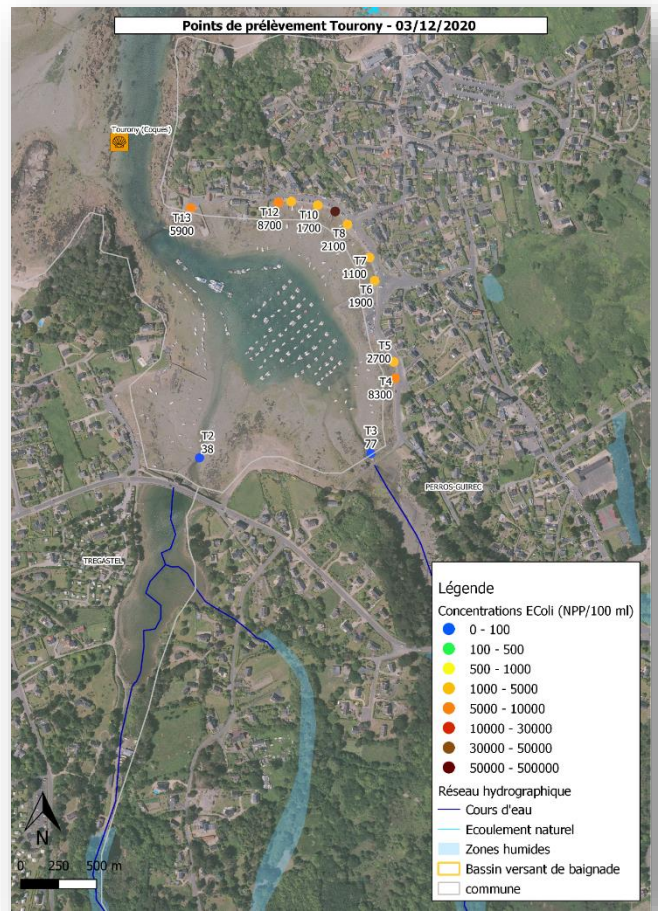 Points de prélèvement Tourony - 03/12/2020
Tourony (Coques)
T13
5900
T12
8700
T10
1700
T8
2100
T7
1100
T6
1900
T5
2700
T4
8300
T2
38
T3
77
PERROS-GUIREC
TREGASTEL
Légende
Concentrations EColi (NPP/100 ml)
0 - 100
100 - 500
500 - 1000
1000 - 5000
5000 - 10000
10000 - 30000
30000 - 50000
50000 - 500000
Réseau hydrographique
Cours d'eau
Ecoulement naturel
Zones humides
Bassin versant de baignade
commune
N
0 250 500 m